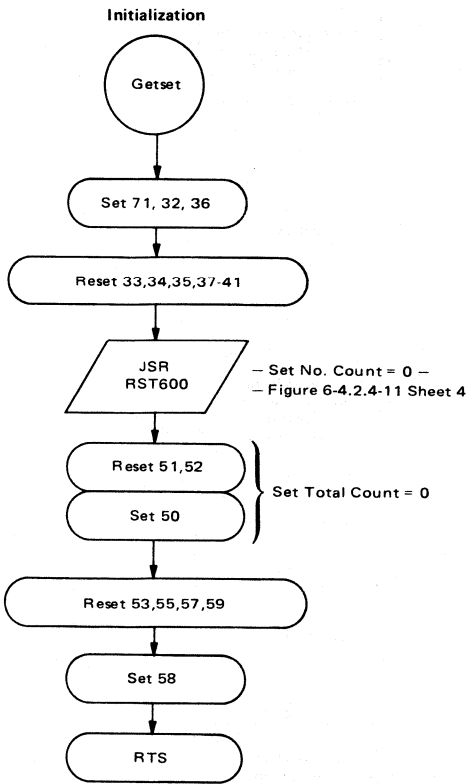 Initialization
Getset
Set 71, 32, 36
Reset 33,34,35,37-41
JSR
RST600
— Set No. Count = 0 —
— Figure 6-4.2.4-11 Sheet 4
Reset 51,52
Set 50
Set Total Count = 0
Reset 53,55,57,59
Set 58
RTS